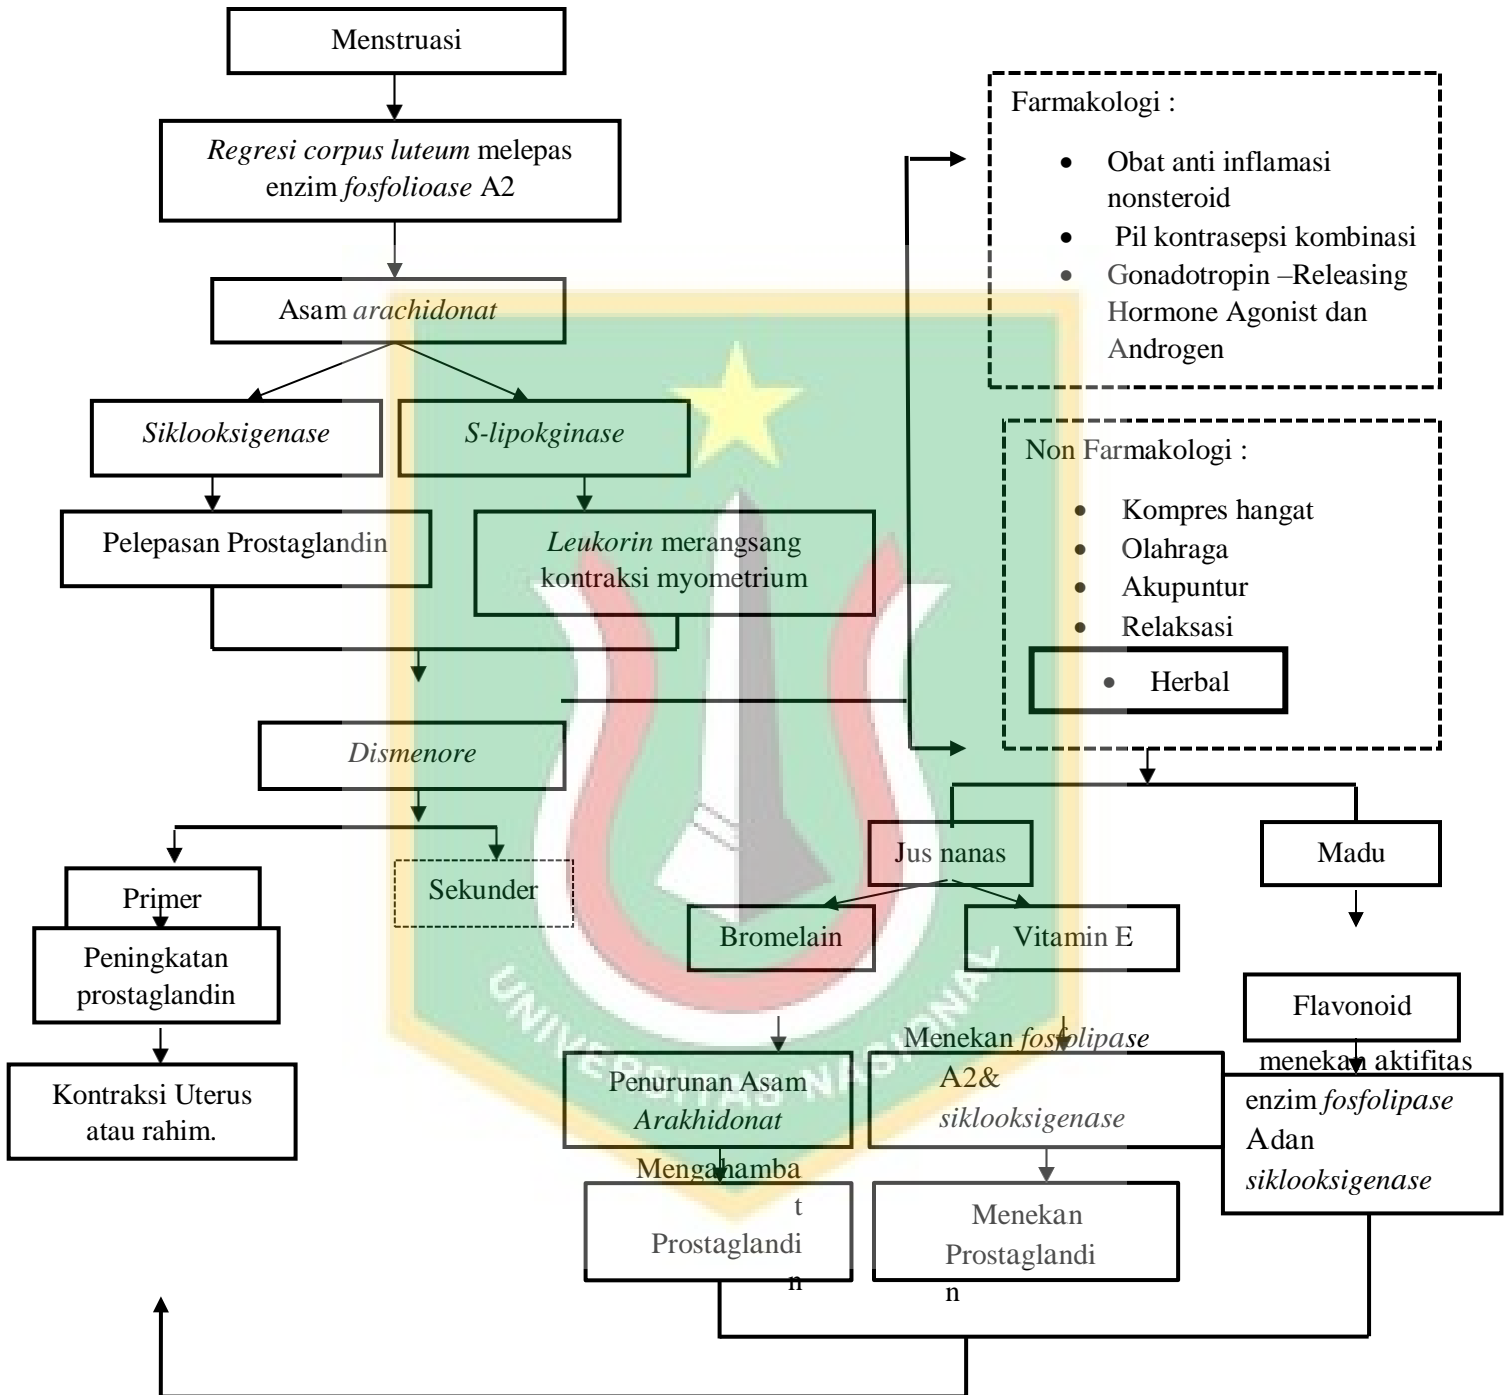 Menstruasi
Regresi corpus luteum melepas
enzim fosfolioase A2
Asam arachidonat
Siklooksigenase
S-lipokginase
Pelepasan Prostaglandin
Leukorin merangsang
kontraksi myometrium
Dismenore
Primer
Sekunder
Peningkatan
prostaglandin
Kontraksi Uterus
atau rahim.
Farmakologi :
• Obat anti inflamasi
nonsteroid
• Pil kontrasepsi kombinasi
• Gonadotropin –Releasing
Hormone Agonist dan
Androgen
Non Farmakologi :
• Kompres hangat
• Olahraga
• Akupuntur
• Relaksasi
• Herbal
Jus nanas
Madu
Bromelain
Vitamin E
Flavonoid
Penurunan Asam
Arakhidonat
Menekan fosfolipase
A2&
siklooksigenase
menekan aktifitas
enzim fosfolipase
Adan
siklooksigenase
Mengahamba
t
Prostaglandi
n
Menekan
Prostaglandi
n
UNIVERSITAS NASIONAL